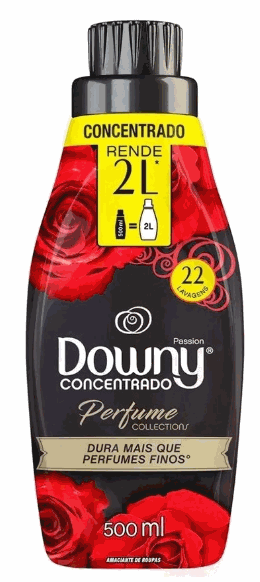 CONCENTRADO
RENDE
2L*
500ml = 2L
22
LAVAGENS
Passion
Downy®
CONCENTRADO
Perfume
COLLECTIONS
DURA MAIS QUE
PERFUMES FINOS°
500 ml
AMACIANTE DE ROUPAS